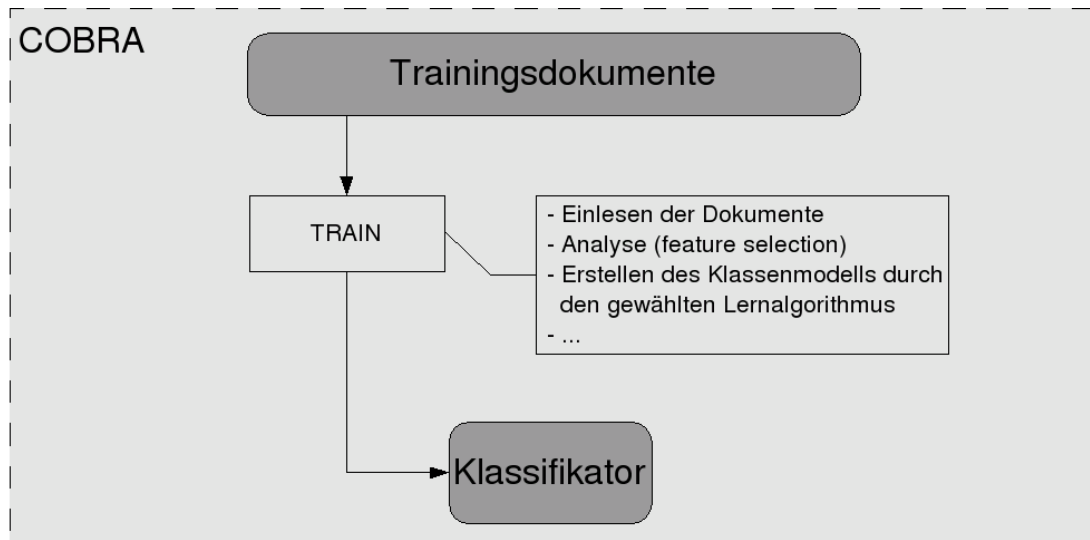 COBRA
Trainingsdokumente
TRAIN
- Einlesen der Dokumente
- Analyse (feature selection)
- Erstellen des Klassenmodells durch
den gewählten Lernalgorithmus
- ...
Klassifikator